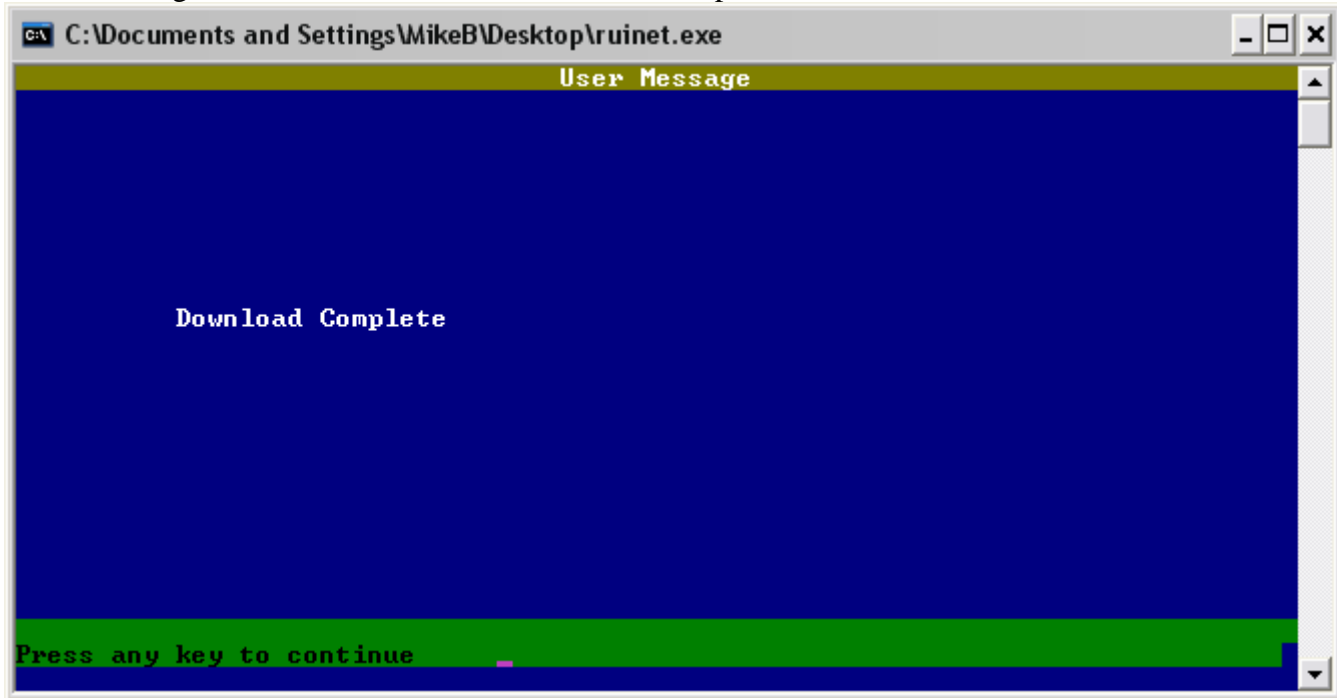 C:\Documents and Settings\MikeB\Desktop\ruinet.exe
User Message
Download Complete
Press any key to continue